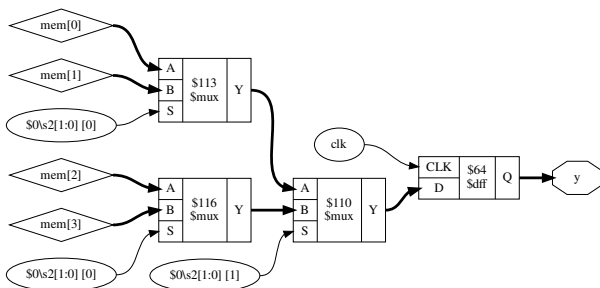 mem[0]
mem[1]
$0\s2[1:0] [0]
A
B
S
$113
$mux
Y
mem[2]
mem[3]
$0\s2[1:0] [0]
A
B
S
$116
$mux
Y
$0\s2[1:0] [1]
A
B
S
$110
$mux
Y
clk
CLK
D
$64
$dff
Q
y